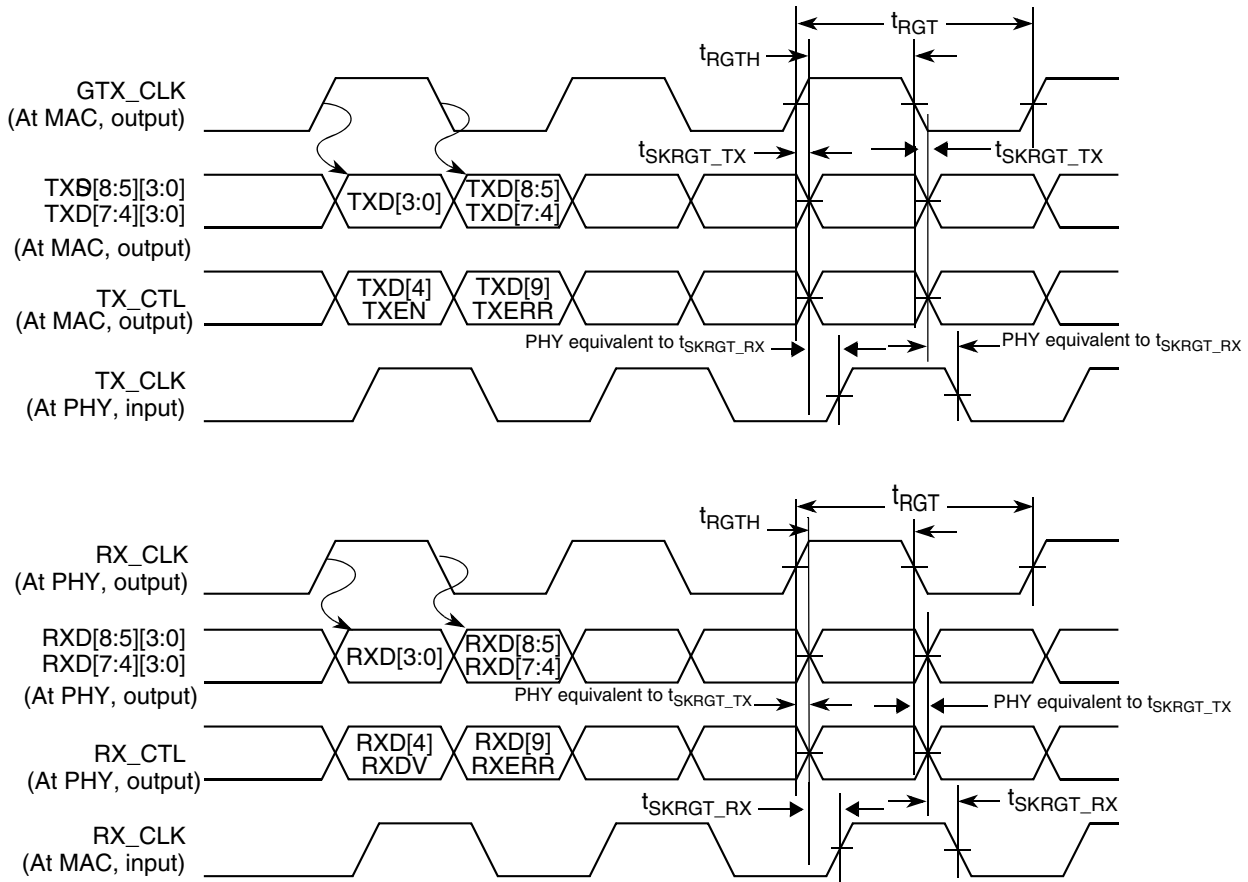 tRGT
tRGTH
GTX_CLK
(At MAC, output)
tSKRGT_TX
tSKRGT_TX
TXD[8:5][3:0]
TXD[7:4][3:0]
(At MAC, output)
TXD[3:0]
TXD[8:5]
TXD[7:4]
TX_CTL
(At MAC, output)
TXD[4]
TXEN
TXD[9]
TXERR
PHY equivalent to tSKRGT_RX
PHY equivalent to tSKRGT_RX
TX_CLK
(At PHY, input)
tRGT
tRGTH
RX_CLK
(At PHY, output)
RXD[8:5][3:0]
RXD[7:4][3:0]
(At PHY, output)
RXD[3:0]
RXD[8:5]
RXD[7:4]
PHY equivalent to tSKRGT_TX
PHY equivalent to tSKRGT_TX
RX_CTL
(At PHY, output)
RXD[4]
RXDV
RXD[9]
RXERR
tSKRGT_RX
tSKRGT_RX
RX_CLK
(At MAC, input)